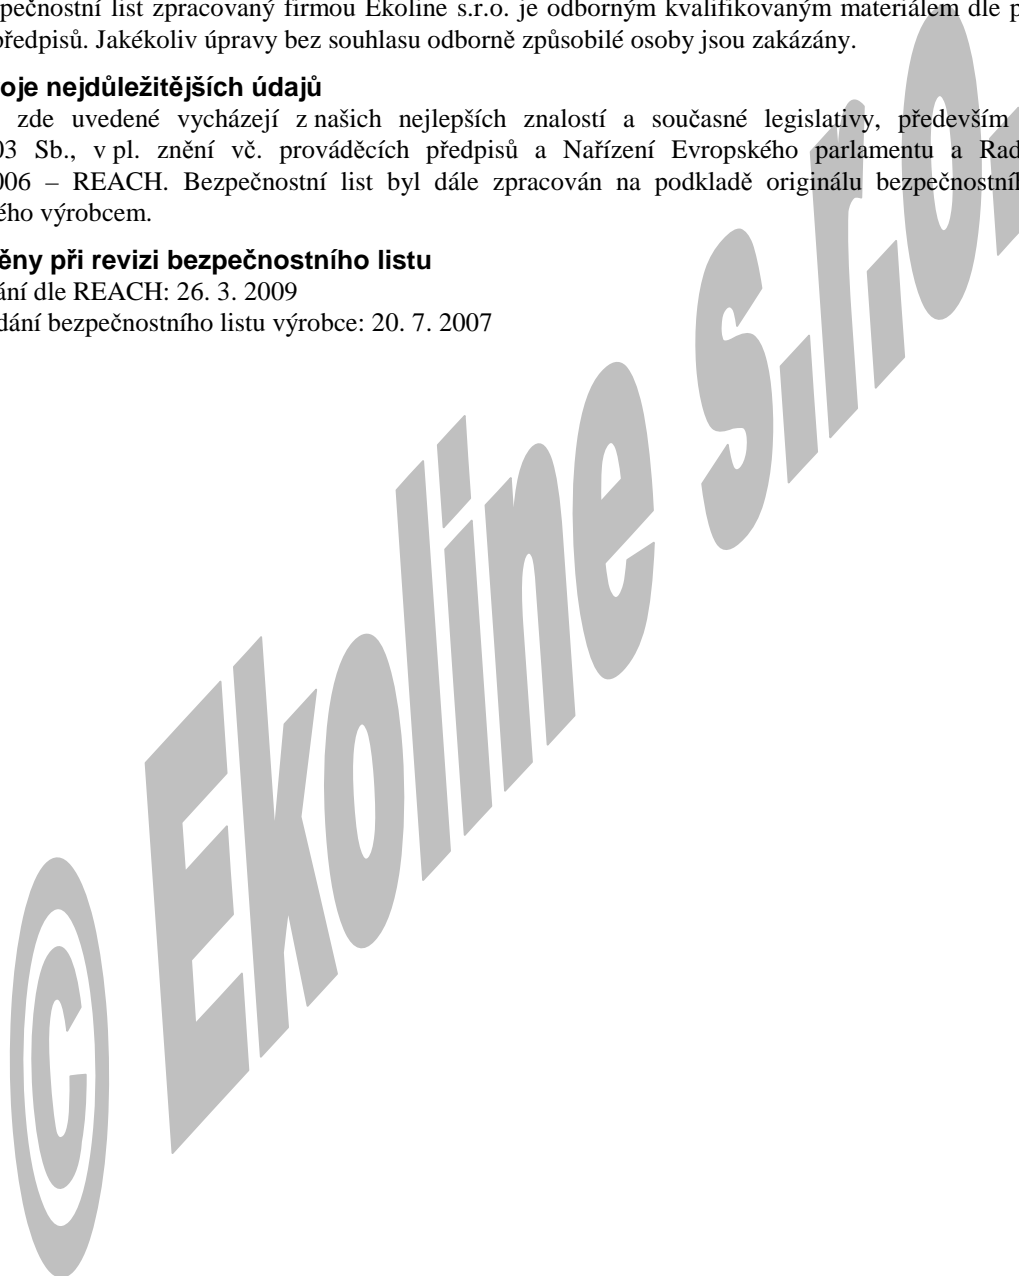 pečnostní list zpracovaný firmou Ekoline s.r.o. je odborným kvalifikovaným materiálem dle p
předpisů. Jakékoliv úpravy bez souhlasu odborně způsobilé osoby jsou zakázány.
oje nejdůležitějších údajů
zde uvedené vycházejí z našich nejlepších znalostí a současné legislativy, především
03 Sb., v pl. znění vč. prováděcích předpisů a Nařízení Evropského parlamentu a Rad
006 – REACH. Bezpečnostní list byl dále zpracován na podkladě originálu bezpečnostníh
ého výrobcem.
ěny při revizi bezpečnostního listu
ání dle REACH: 26. 3. 2009
dání bezpečnostního listu výrobce: 20. 7. 2007
© Ekoline s.r.o.